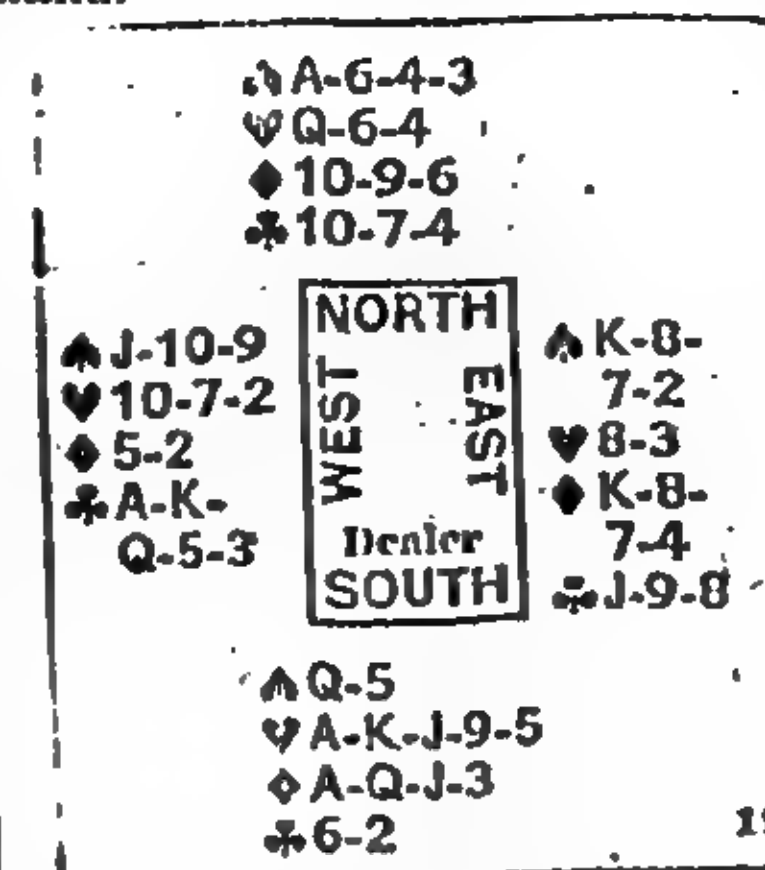 ♠ A-6-4-3
♥ Q-6-4
♦ 10-9-6
♣ 10-7-4
NORTH
♠ J-10-9
♥ 10-7-2
♦ 5-2
♣ A-K-
Q-5-3
WEST
EAST
♠ K-8-
7-2
♥ 8-3
♦ K-8-
7-4
♣ J-9-8
Dealer
SOUTH
♠ Q-5
♥ A-K-J-9-5
♦ A-Q-J-3
♣ 6-2